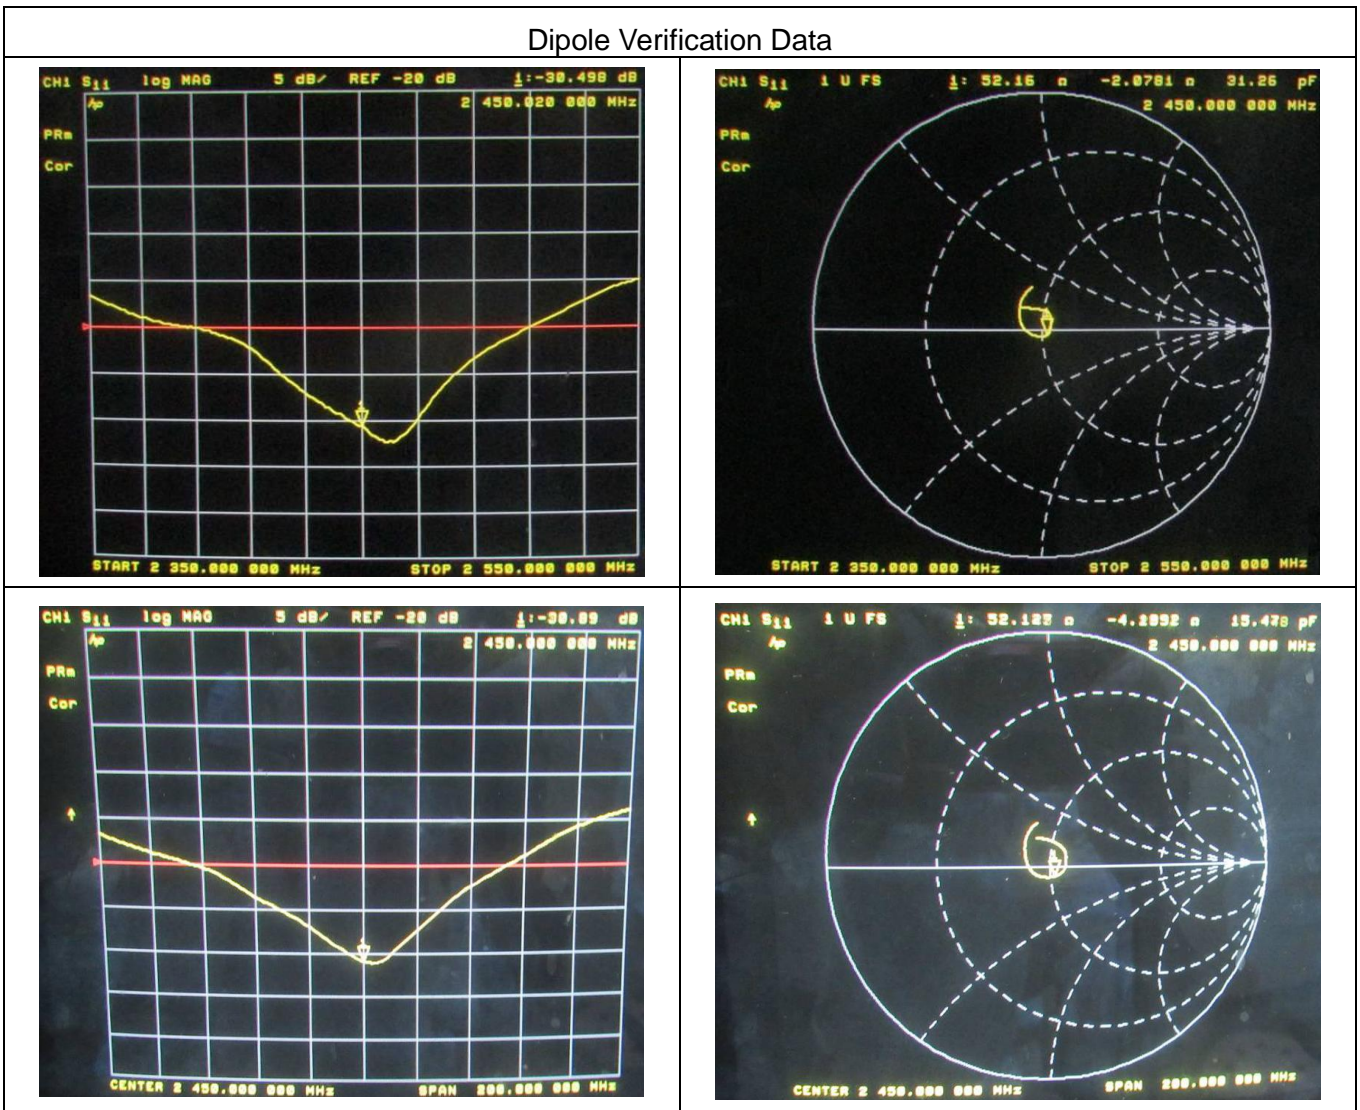 Dipole Verification Data
CH1 S11 log MAG 5 dB/ REF -20 dB 1:-30.498 dB
hp 2 450.020 000 MHz
PRm
Cor
START 2 350.000 000 MHz STOP 2 550.000 000 MHz
CH1 S11 1 U FS 1: 52.16 Ω -2.0781 Ω 31.26 pF
hp 2 450.000 000 MHz
PRm
Cor
START 2 350.000 000 MHz STOP 2 550.000 000 MHz
CH1 S11 log MAG 5 dB/ REF -20 dB 1:-30.89 dB
hp 2 450.000 000 MHz
PRm
Cor
CENTER 2 450.000 000 MHz SPAN 200.000 000 MHz
CH1 S11 1 U FS 1: Ω Ω 15.478 pF
hp 2 450.000 000 MHz
PRm
Cor
CENTER 2 450.000 000 MHz SPAN 200.000 000 MHz